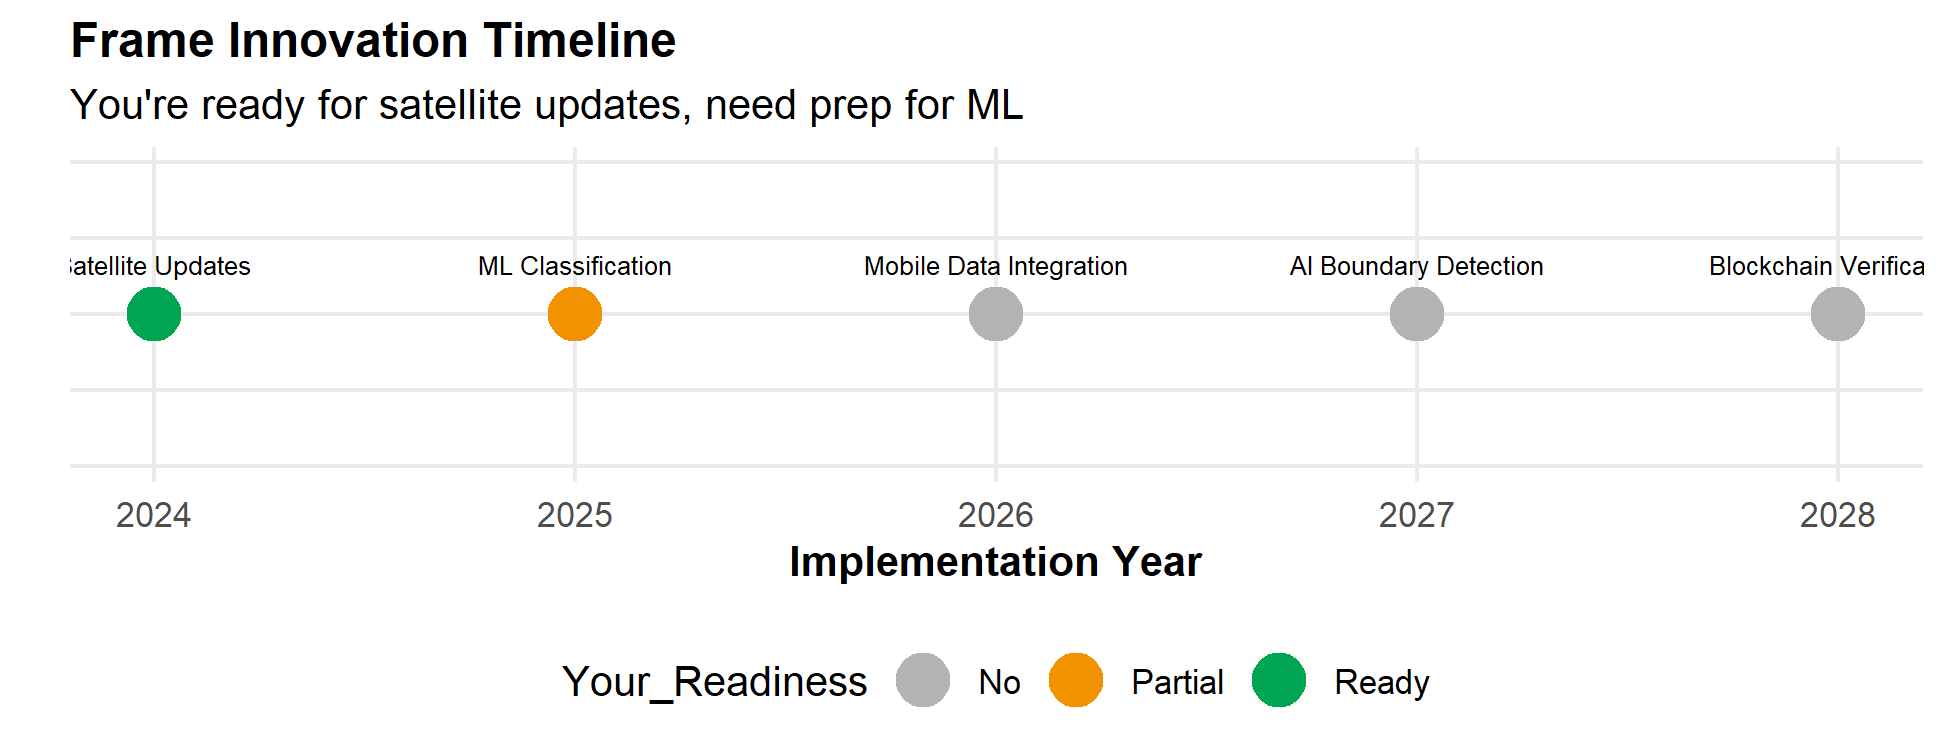 Frame Innovation Timeline
You're ready for satellite updates, need prep for ML
Satellite Updates ML Classification Mobile Data Integration AI Boundary Detection Blockchain Verifica
2024 2025 2026 2027 2028
Implementation Year
Your_Readiness No Partial Ready